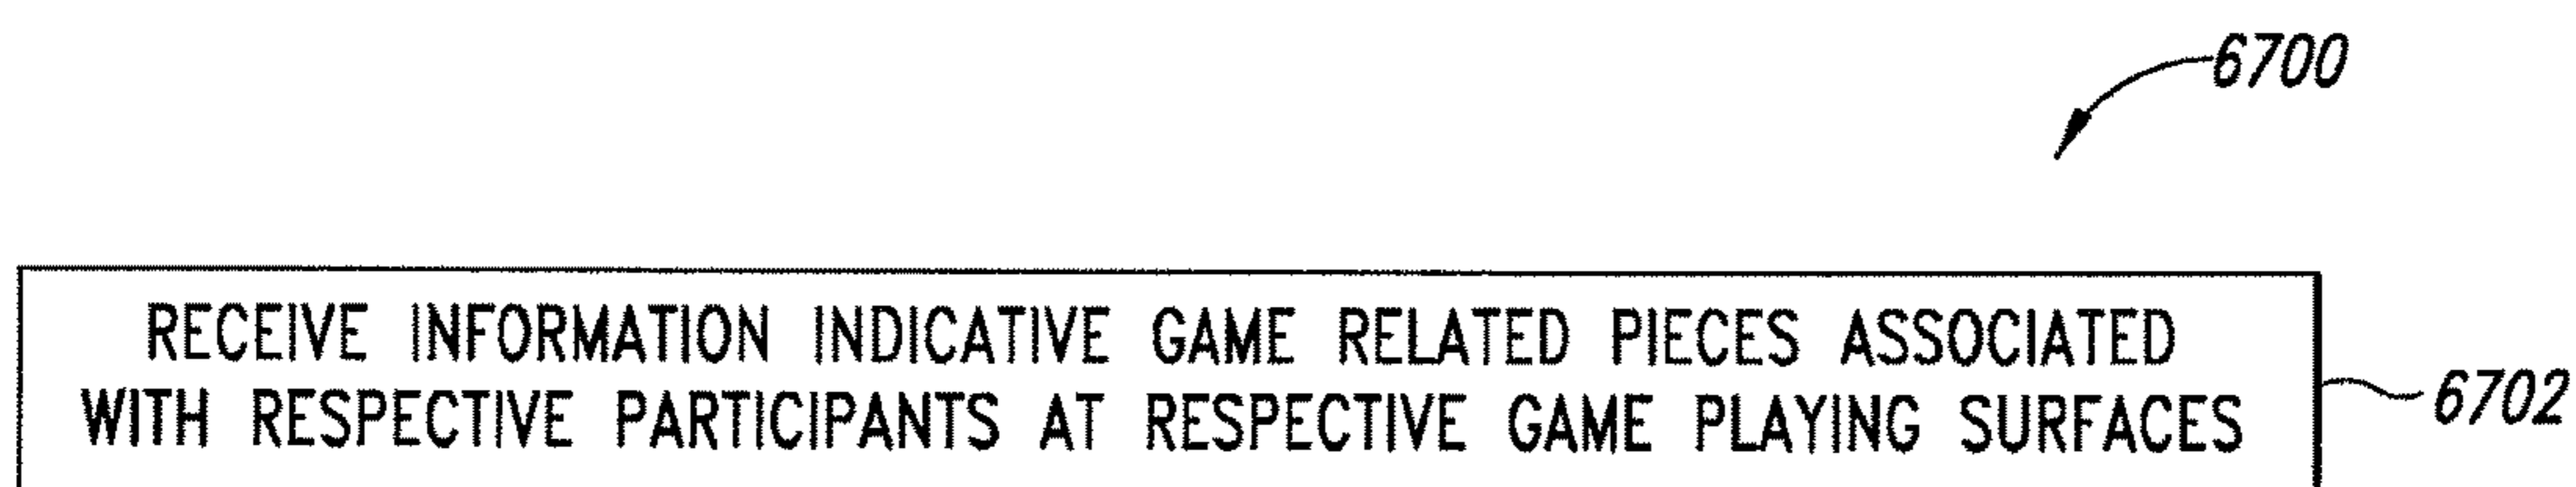 6700
RECEIVE INFORMATION INDICATIVE GAME RELATED PIECES ASSOCIATED
WITH RESPECTIVE PARTICIPANTS AT RESPECTIVE GAME PLAYING SURFACES
6702